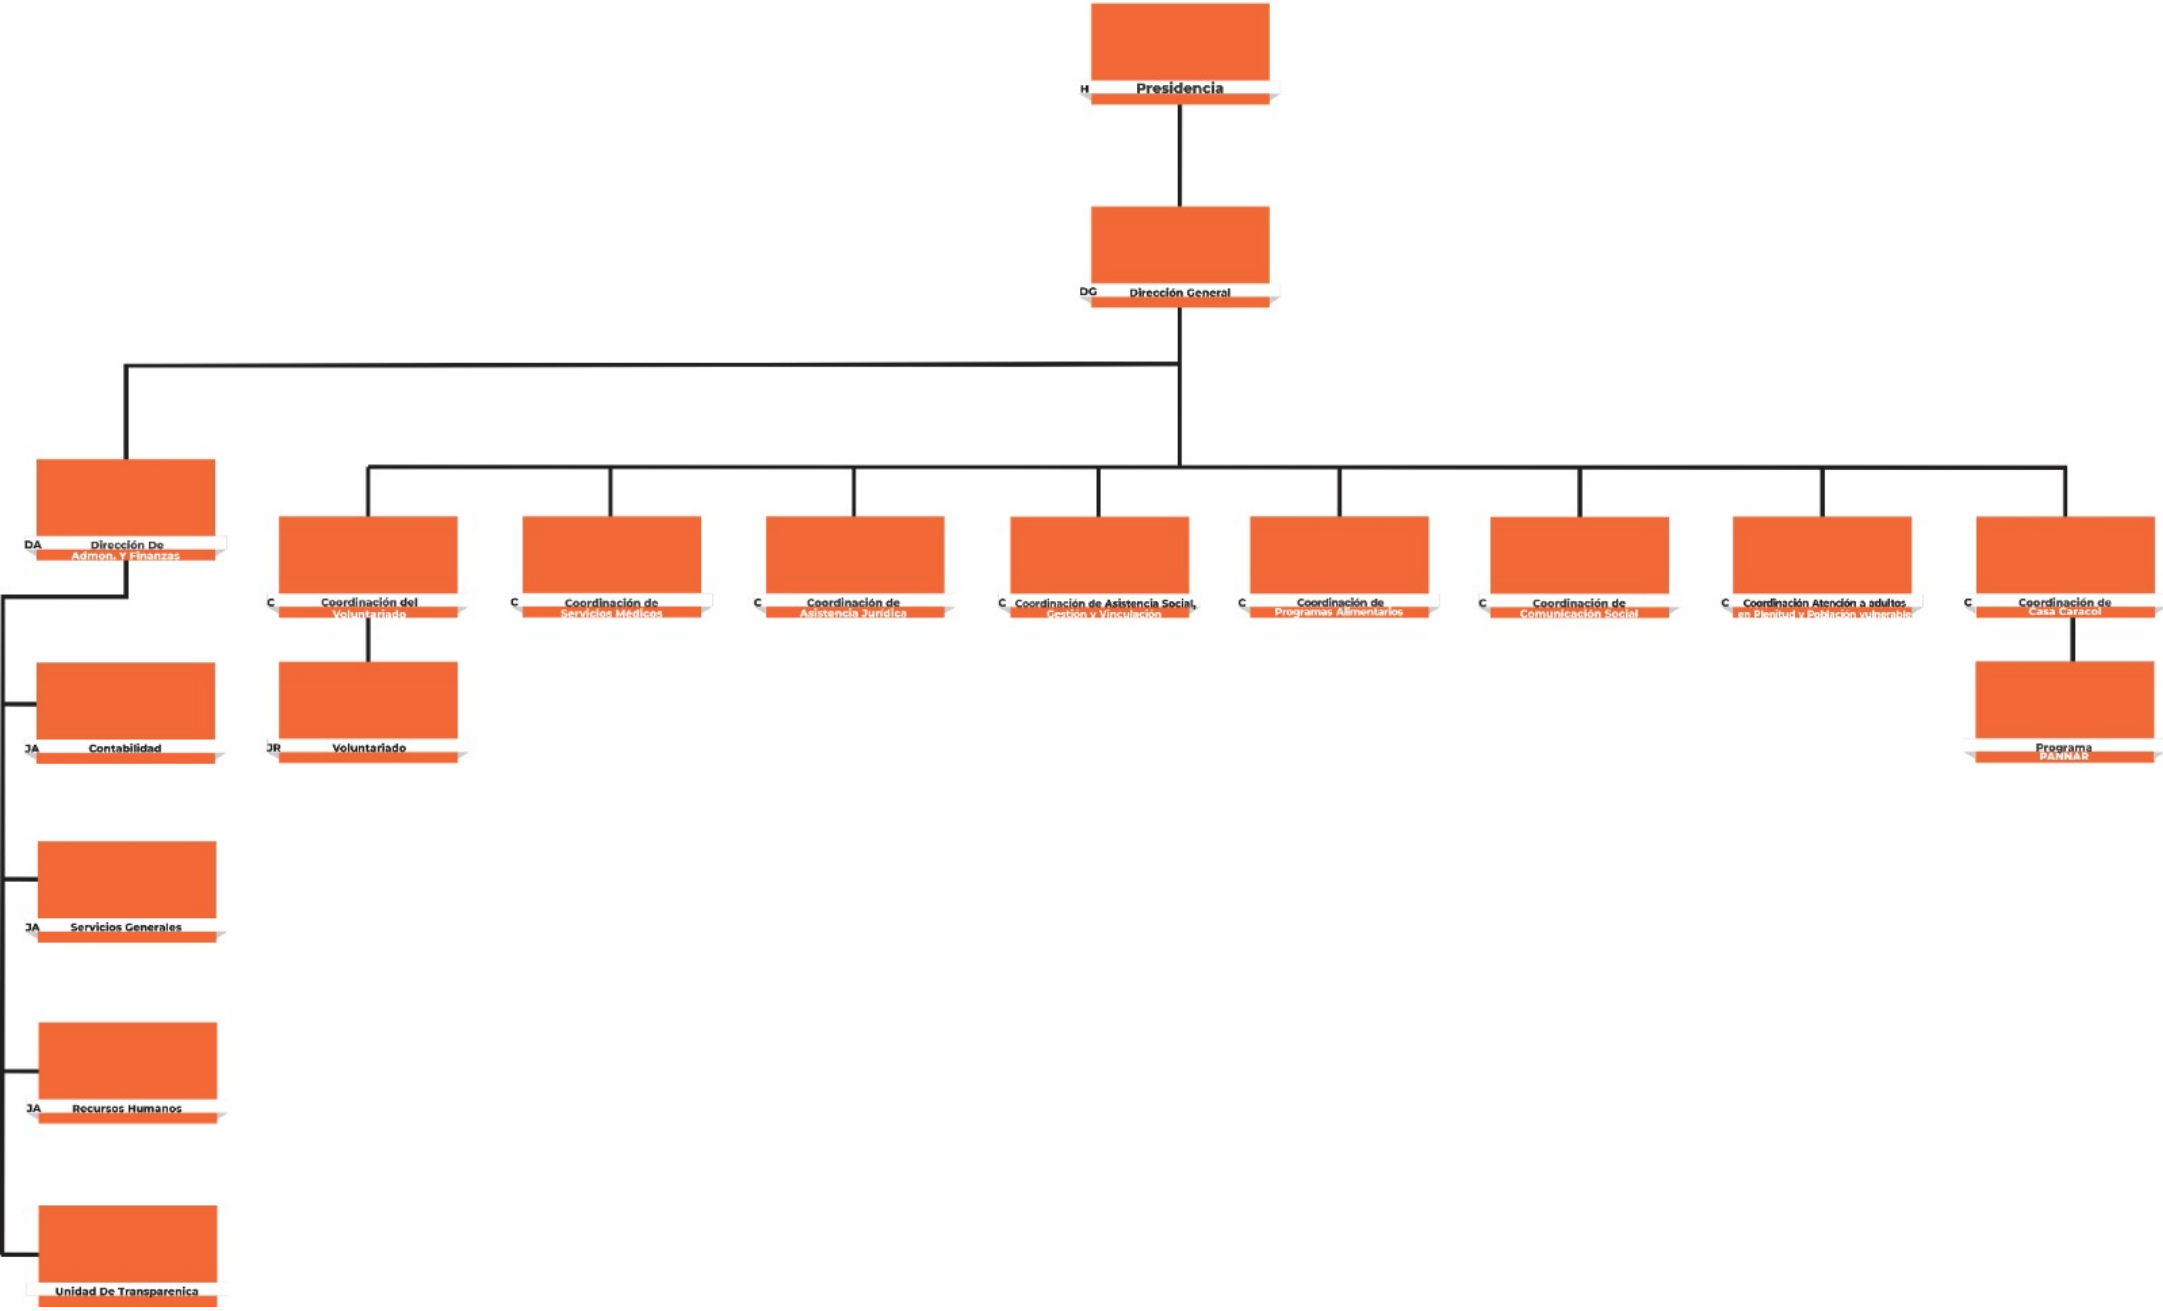 H Presidencia
DG Dirección General
DA Dirección De
Admon. Y Finanzas
C Coordinación del
Voluntariado
C Coordinación de
Servicios Médicos
C Coordinación de
Asistencia Jurídica
C Coordinación de Asistencia Social,
Gestión y Vinculación
C Coordinación de
Programas Alimentarios
C Coordinación de
Comunicación Social
C Coordinación Atención a adultos
en Plenitud y Población vulnerable
C Coordinación de
Casa Caracol
JA Contabilidad
JR Voluntariado
Programa
PANNAR
JA Servicios Generales
JA Recursos Humanos
Unidad De Transparenica